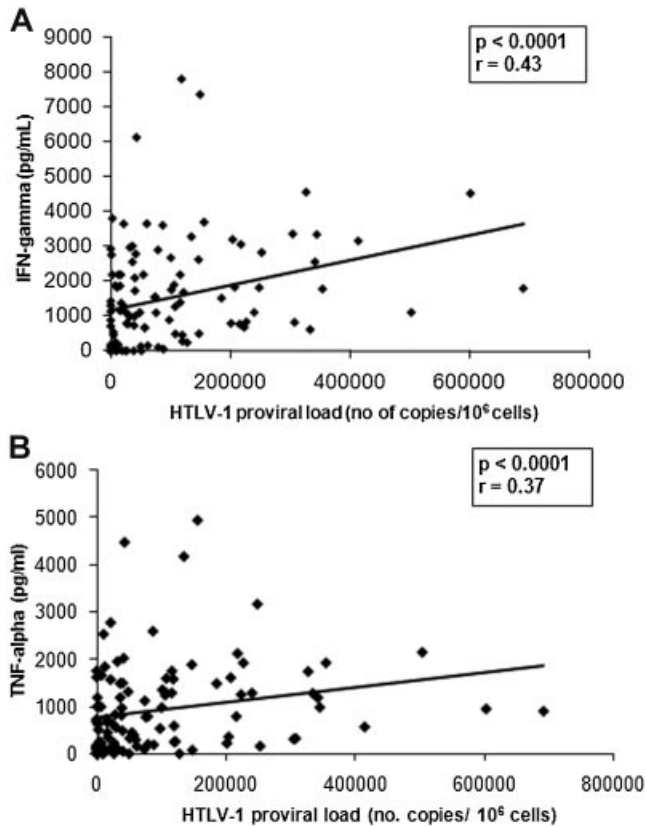 A
p < 0.0001
r = 0.43
IFN-gamma (pg/mL)
9000
8000
7000
6000
5000
4000
3000
2000
1000
0
0 200000 400000 600000 800000
HTLV-1 proviral load (no of copies/10⁶ cells)
B
p < 0.0001
r = 0.37
TNF-alpha (pg/ml)
6000
5000
4000
3000
2000
1000
0
0 200000 400000 600000 800000
HTLV-1 proviral load (no. copies/ 10⁶ cells)